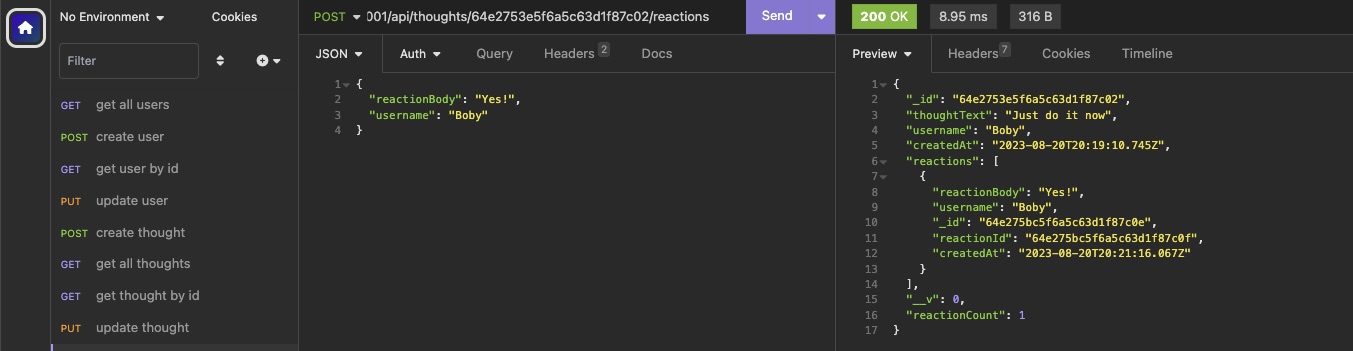 No Environment
Cookies
Filter
GET get all users
POST create user
GET get user by id
PUT update user
POST create thought
GET get all thoughts
GET get thought by id
PUT update thought
POST 001/api/thoughts/64e2753e5f6a5c63d1f87c02/reactions
Send
JSON Auth Query Headers 2 Docs
1 {
2 "reactionBody": "Yes!",
3 "username": "Boby"
4 }
200 OK 8.95 ms 316 B
Preview Headers 7 Cookies Timeline
1 {
2 "_id": "64e2753e5f6a5c63d1f87c02",
3 "thoughtText": "Just do it now",
4 "username": "Boby",
5 "createdAt": "2023-08-20T20:19:10.745Z",
6 "reactions": [
7 {
8 "reactionBody": "Yes!",
9 "username": "Boby",
10 "_id": "64e275bc5f6a5c63d1f87c0e",
11 "reactionId": "64e275bc5f6a5c63d1f87c0f",
12 "createdAt": "2023-08-20T20:21:16.067Z"
13 }
14 ],
15 "__v": 0,
16 "reactionCount": 1
17 }